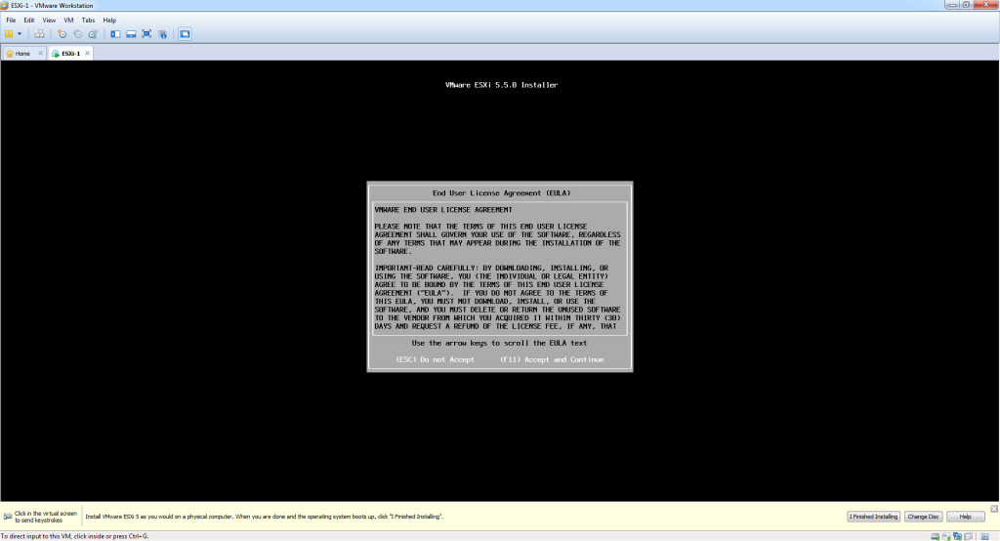 ESXi-1 - VMware Workstation
File Edit View VM Tabs Help
Home ESXi-1
VMware ESXi 5.5.0 Installer
End User License Agreement (EULA)
VMWARE END USER LICENSE AGREEMENT
PLEASE NOTE THAT THE TERMS OF THIS END USER LICENSE
AGREEMENT SHALL GOVERN YOUR USE OF THE SOFTWARE, REGARDLESS
OF ANY TERMS THAT MAY APPEAR DURING THE INSTALLATION OF THE
SOFTWARE.
IMPORTANT-READ CAREFULLY: BY DOWNLOADING, INSTALLING, OR
USING THE SOFTWARE, YOU (THE INDIVIDUAL OR LEGAL ENTITY)
AGREE TO BE BOUND BY THE TERMS OF THIS END USER LICENSE
AGREEMENT ("EULA"). IF YOU DO NOT AGREE TO THE TERMS OF
THIS EULA, YOU MUST NOT DOWNLOAD, INSTALL, OR USE THE
SOFTWARE, AND YOU MUST DELETE OR RETURN THE UNUSED SOFTWARE
TO THE VENDOR FROM WHICH YOU ACQUIRED IT WITHIN THIRTY (30)
DAYS AND REQUEST A REFUND OF THE LICENSE FEE, IF ANY, THAT
Use the arrow keys to scroll the EULA text
(ESC) Do not Accept (F11) Accept and Continue
Click in the virtual screen
to send keystrokes
Install VMware ESXi 5 as you would on a physical computer. When you are done and the operating system boots up, click "I Finished Installing".
I Finished Installing Change Disc Help
To direct input to this VM, click inside or press Ctrl+G.